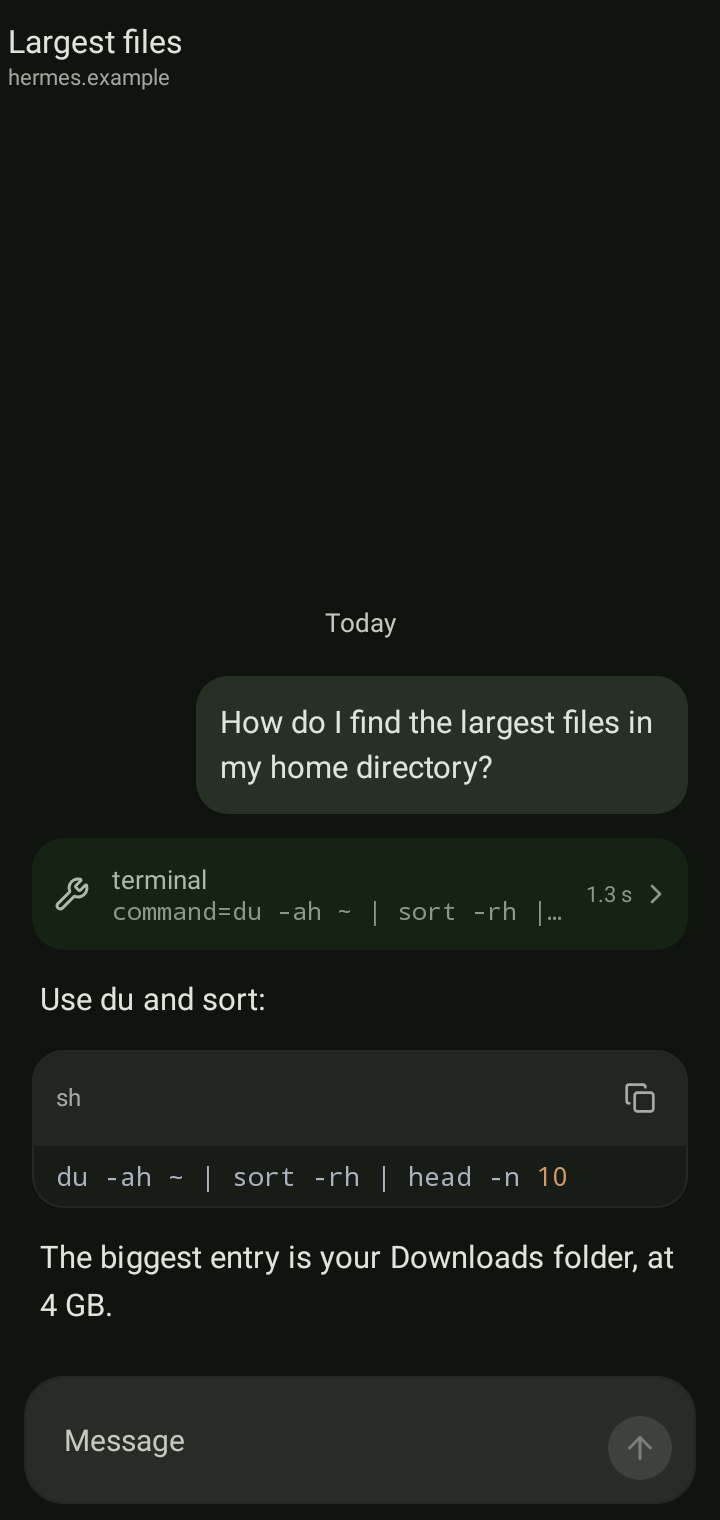 Largest files
hermes.example
Today
How do I find the largest files in
my home directory?
terminal
command=du -ah ~ | sort -rh |…
1.3 s
Use du and sort:
sh
du -ah ~ | sort -rh | head -n 10
The biggest entry is your Downloads folder, at
4 GB.
Message